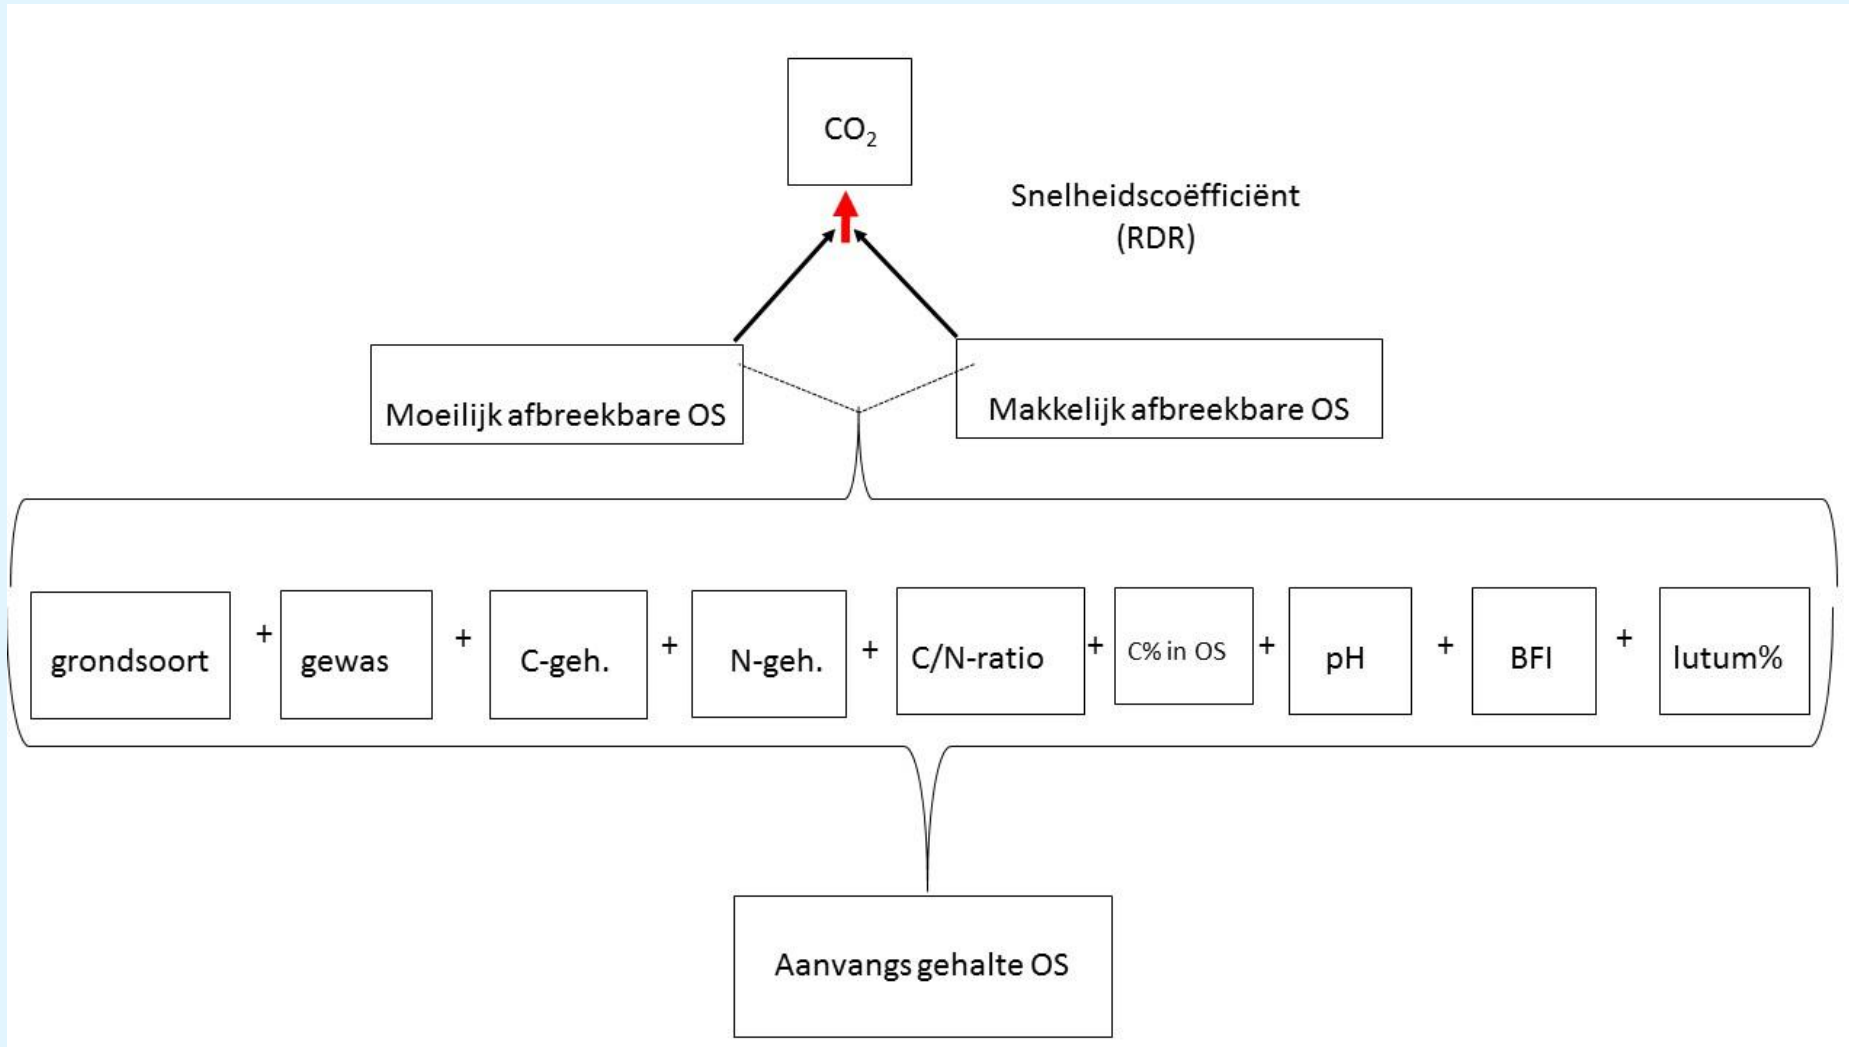 CO₂
Snelheidscoëfficiënt
(RDR)
Moeilijk afbreekbare OS
Makkelijk afbreekbare OS
grondsoort + gewas + C-geh. + N-geh. + C/N-ratio + C% in OS + pH + BFI + lutum%
Aanvangs gehalte OS